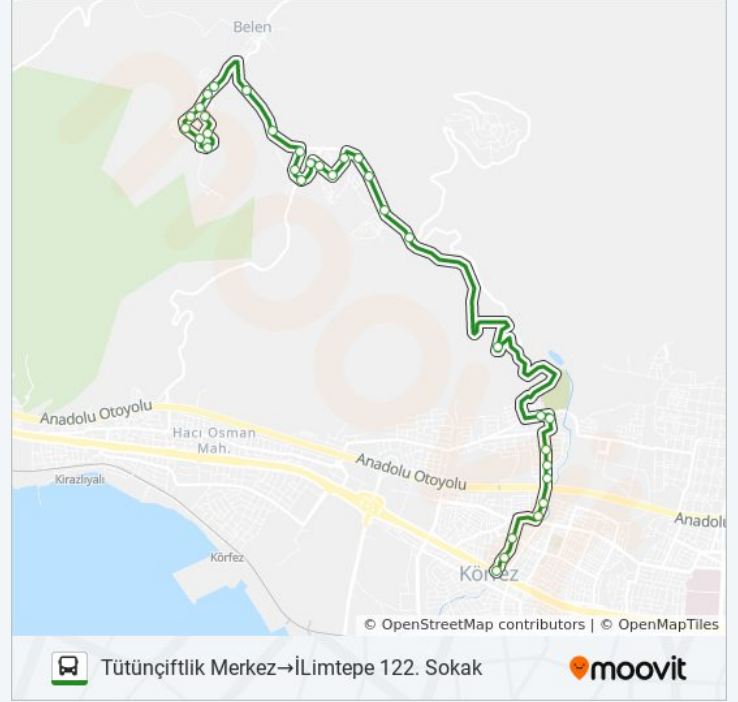 Belen
Anadolu Otoyolu
Hacı Osman
Mah.
Anadolu Otoyolu
Kirazlıyalı
Anadolu
Körfez
Körfez
© OpenStreetMap contributors | © OpenMapTiles
Tütünçiftlik Merkez→İLimtepe 122. Sokak
moovit